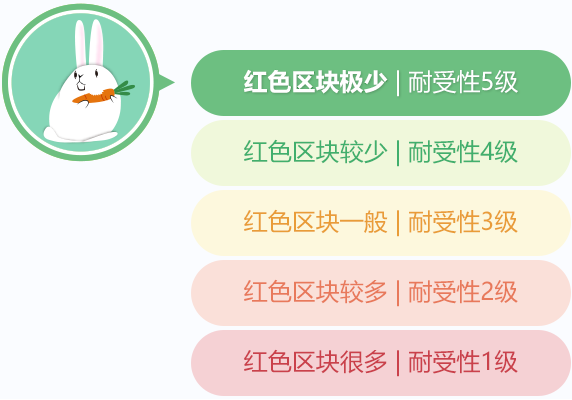 红色区块极少 | 耐受性5级
红色区块较少 | 耐受性4级
红色区块一般 | 耐受性3级
红色区块较多 | 耐受性2级
红色区块很多 | 耐受性1级